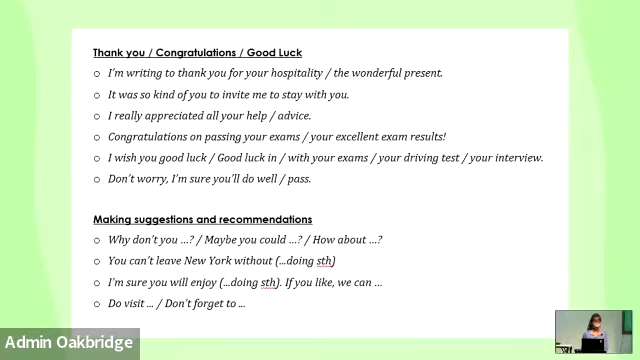 Thank you / Congratulations / Good Luck
o I'm writing to thank you for your hospitality / the wonderful present.
o It was so kind of you to invite me to stay with you.
o I really appreciated all your help / advice.
o Congratulations on passing your exams / your excellent exam results!
o I wish you good luck / Good luck in / with your exams / your driving test / your interview.
o Don't worry, I'm sure you'll do well / pass.
Making suggestions and recommendations
o Why don't you ...? / Maybe you could ...? / How about ...?
o You can't leave New York without (...doing sth)
o I'm sure you will enjoy (...doing sth). If you like, we can ...
o Do visit ... / Don't forget to ...
Admin Oakbridge